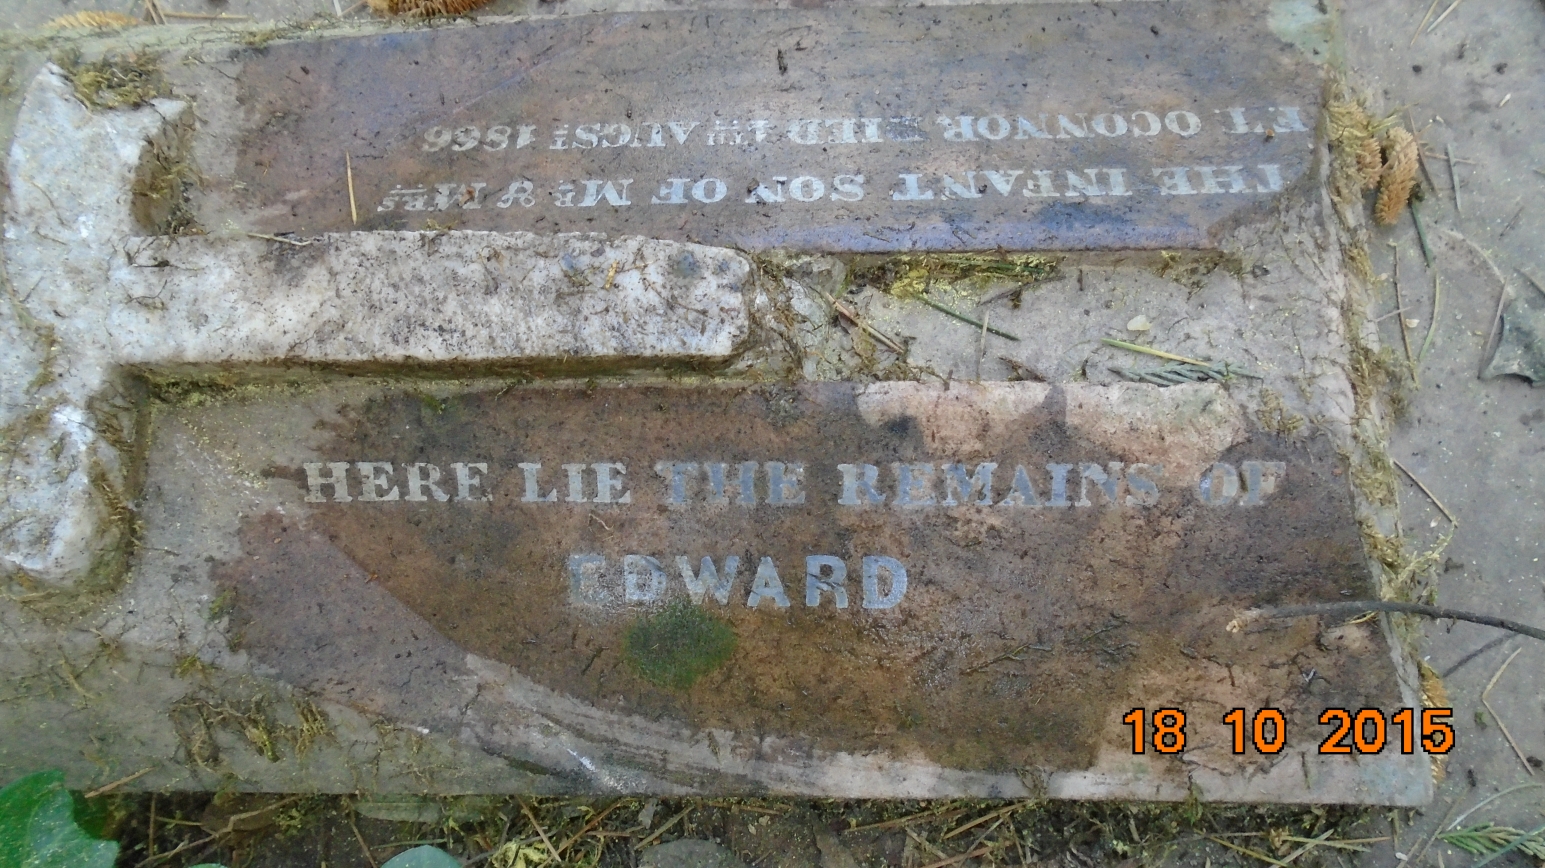 HERE LIE THE REMAINS OF
EDWARD
THE INFANT SON OF MR & MRS
F.T. OCONNOR DIED 4TH AUGST 1866
18 10 2015